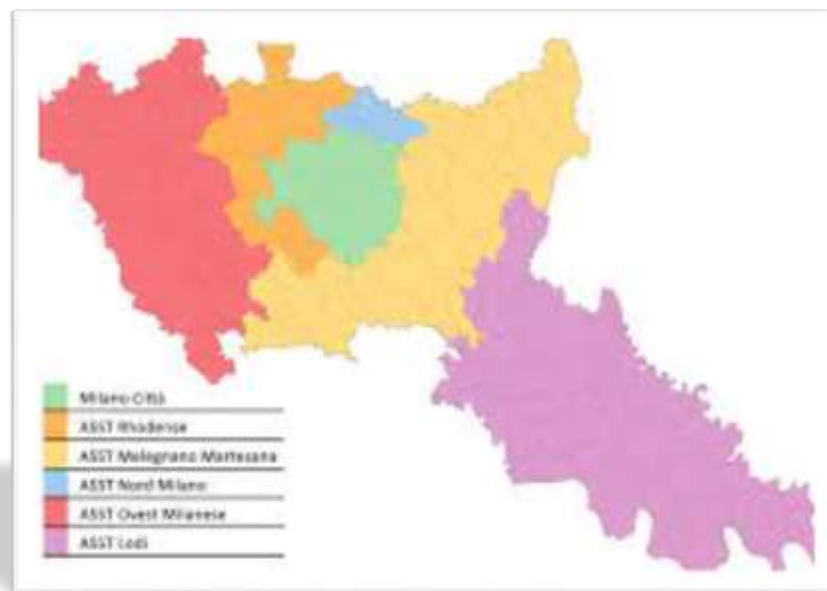 Milano Città
ASST Rhodense
ASST Melegnano Martesana
ASST Nord Milano
ASST Ovest Milanese
ASST Lodi